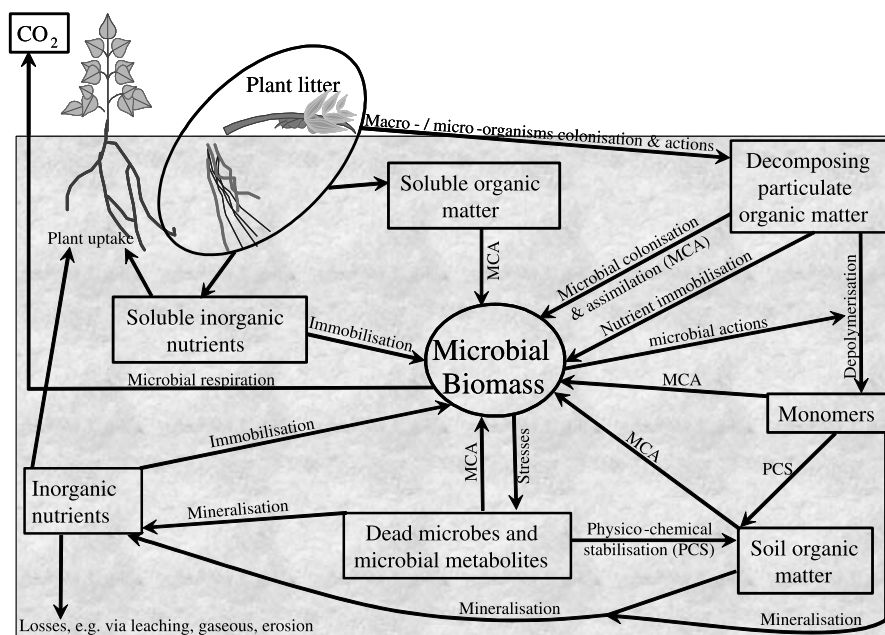 CO2
Plant litter
Macro - / micro -organisms colonisation & actions
Decomposing
particulate
organic matter
Soluble organic
matter
Plant uptake
MCA
Microbial colonisation
& assimilation (MCA)
Nutrient immobilisation
microbial actions
Depolymerisation
Soluble inorganic
nutrients
Immobilisation
Microbial
Biomass
Microbial respiration
MCA
Monomers
Immobilisation
MCA
Stresses
MCA
PCS
Inorganic
nutrients
Mineralisation
Dead microbes and
microbial metabolites
Physico-chemical
stabilisation (PCS)
Soil organic
matter
Mineralisation
Mineralisation
Losses, e.g. via leaching, gaseous, erosion